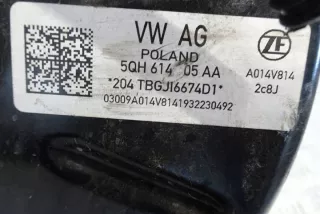 VW AG
POLAND
5QH 614 05 AA
*204 TBGJI6674D1*
03009A014V8141932230492
ZF
A014V814
2c8J